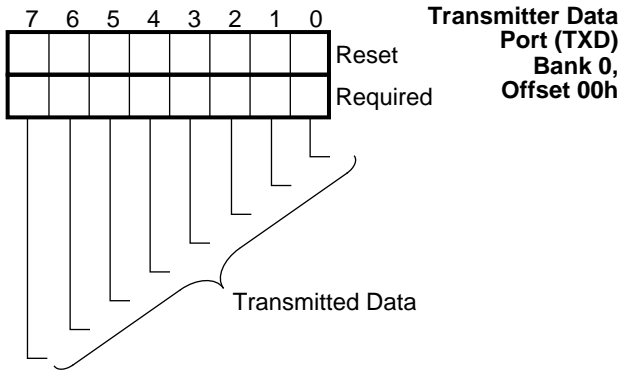 7 6 5 4 3 2 1 0
Transmitter Data
Port (TXD)
Bank 0,
Offset 00h
Reset
Required
Transmitted Data